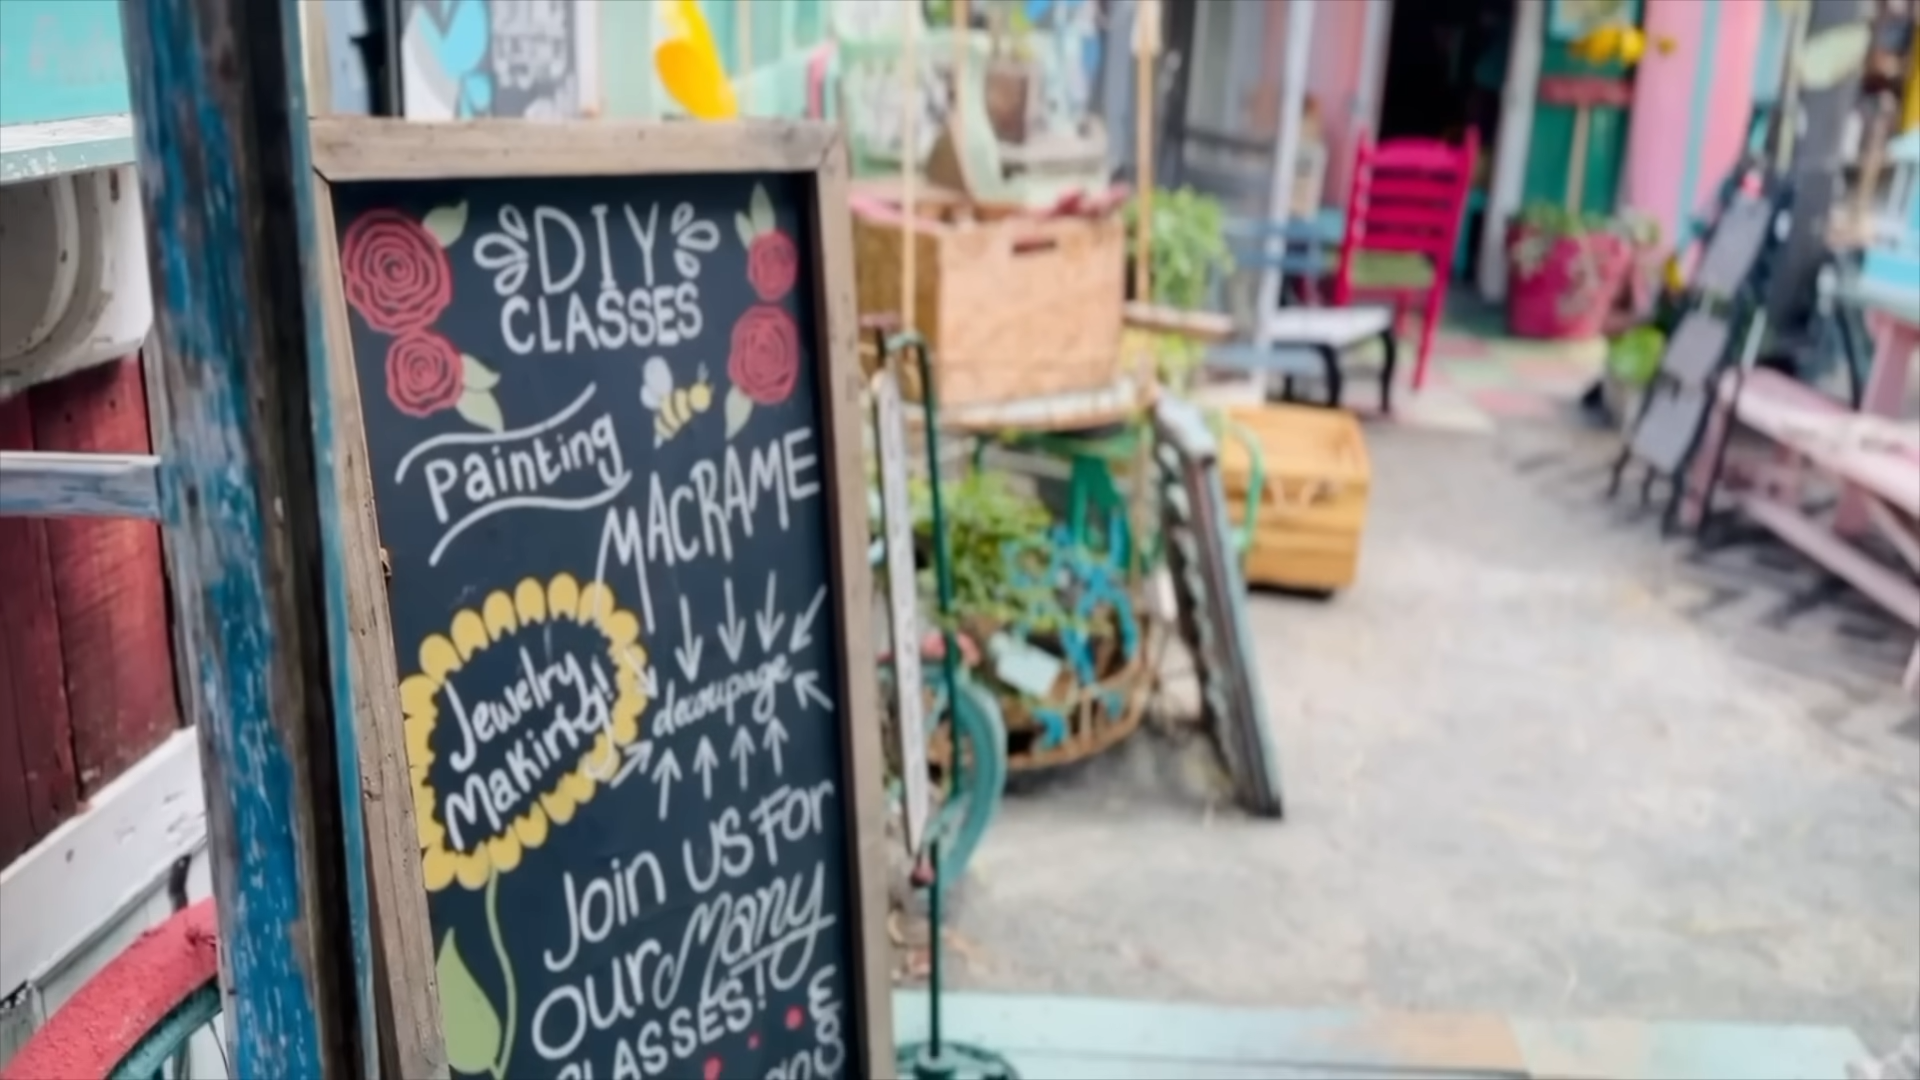 DIY
CLASSES
Painting
MACRAME
Jewelry
Making!
decoupage
Join us For
our Many
CLASSES!